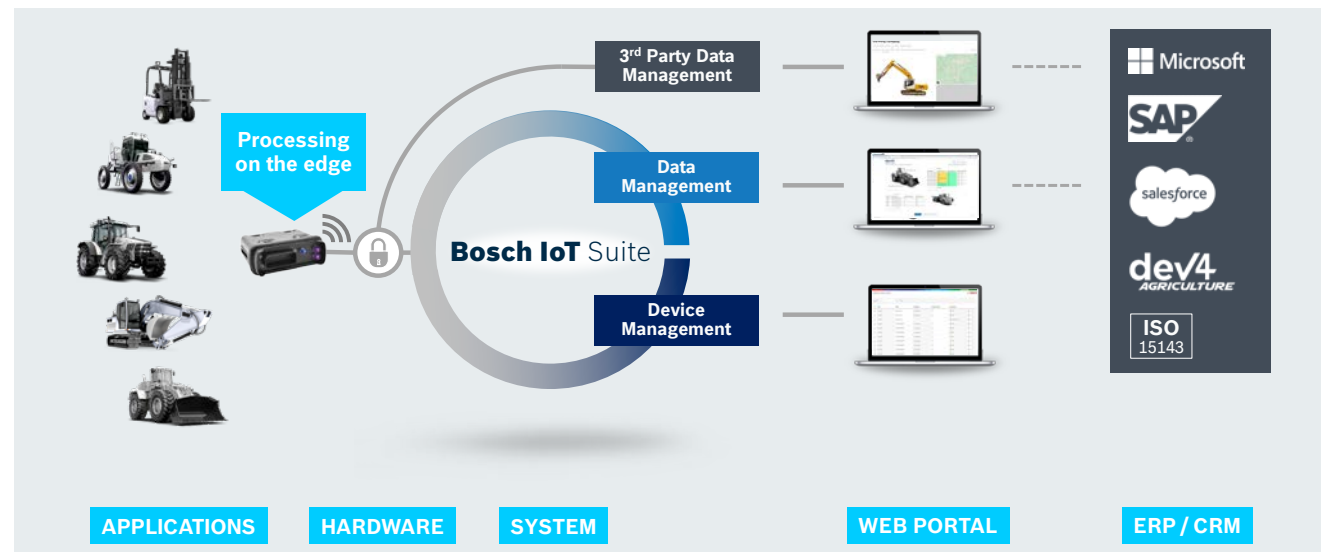 3rd Party Data
Management
Microsoft
SAP
®
Processing
on the edge
Data
Management
salesforce
Bosch IoT Suite
dev4
AGRICULTURE
Device
Management
ISO
15143
APPLICATIONS
HARDWARE
SYSTEM
WEB PORTAL
ERP / CRM